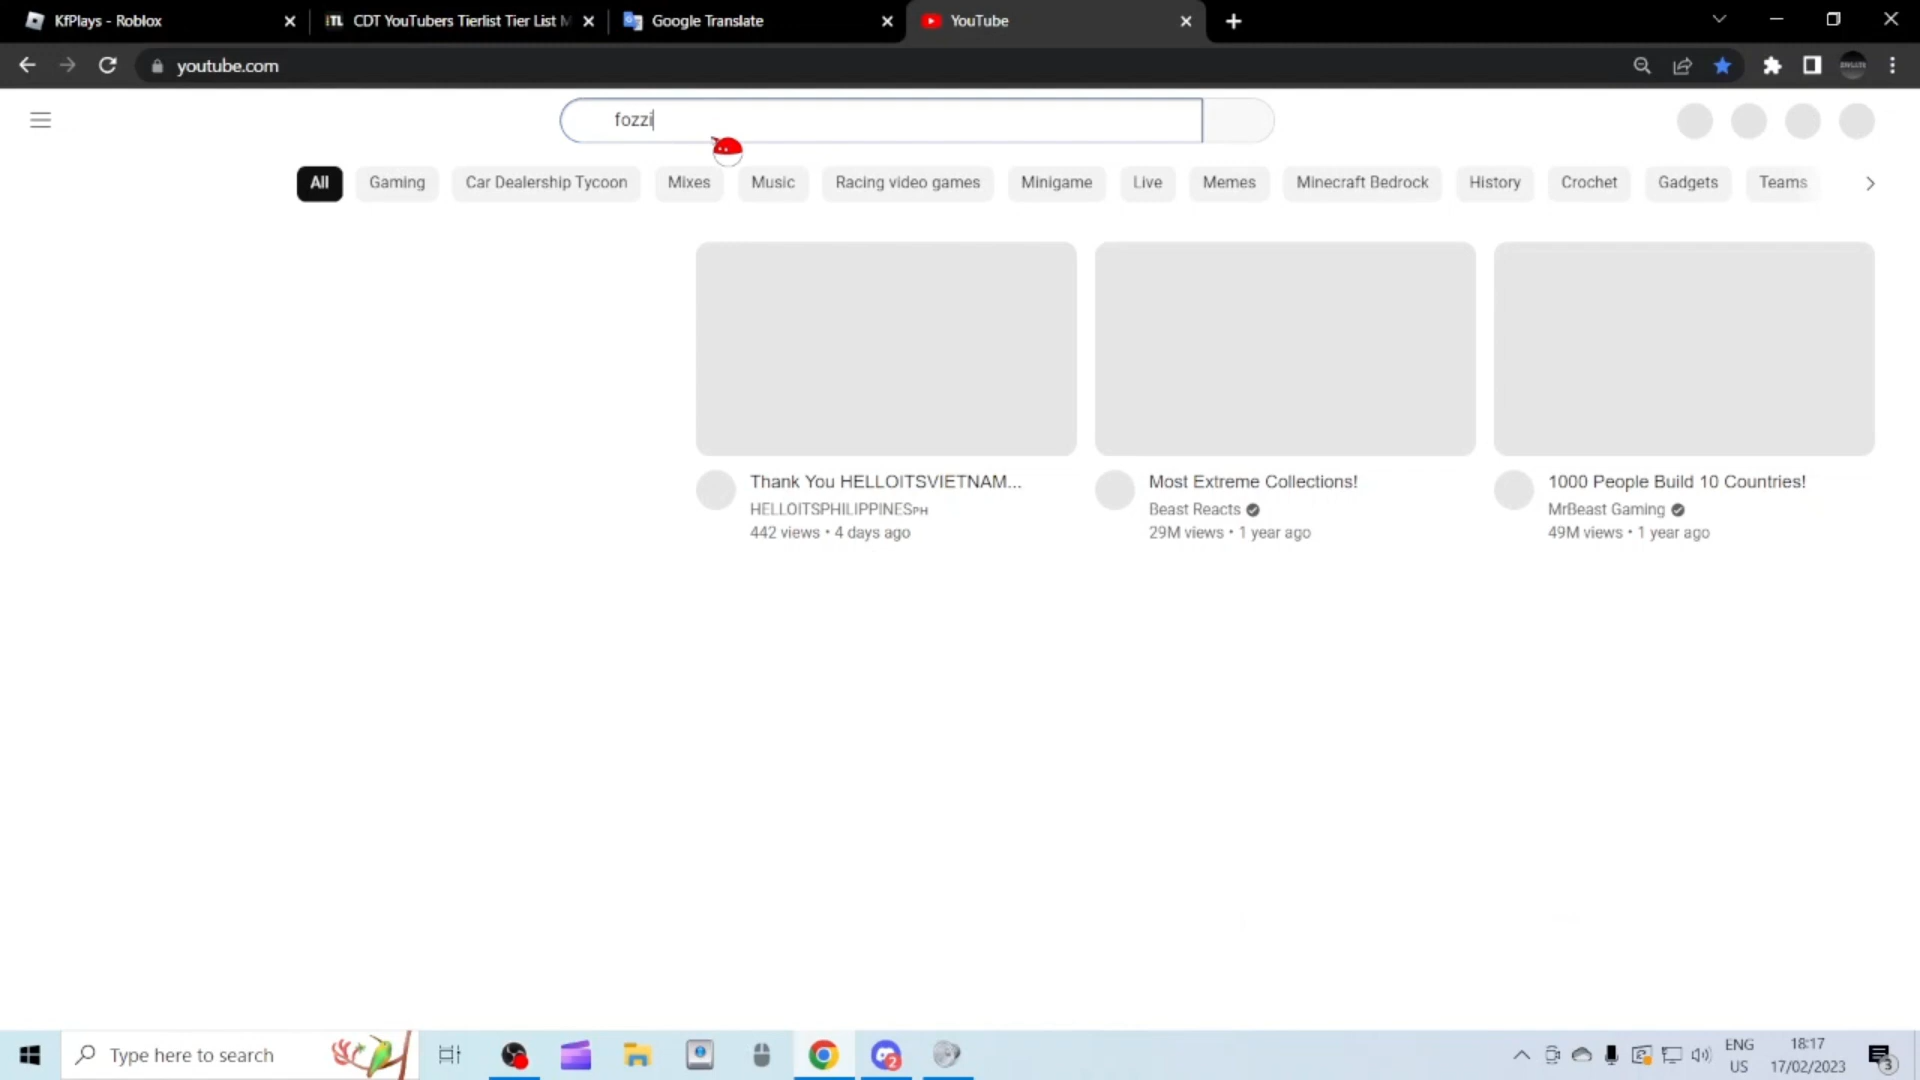 KfPlays - Roblox
CDT YouTubers Tierlist Tier List M
Google Translate
YouTube
youtube.com
fozzi
All
Gaming
Car Dealership Tycoon
Mixes
Music
Racing video games
Minigame
Live
Memes
Minecraft Bedrock
History
Crochet
Gadgets
Teams
Thank You HELLOITSVIETNAM...
HELLOITSPHILIPPINESPH
442 views • 4 days ago
Most Extreme Collections!
Beast Reacts
29M views • 1 year ago
1000 People Build 10 Countries!
MrBeast Gaming
49M views • 1 year ago
Type here to search
2
ENG
US
18:17
17/02/2023
3